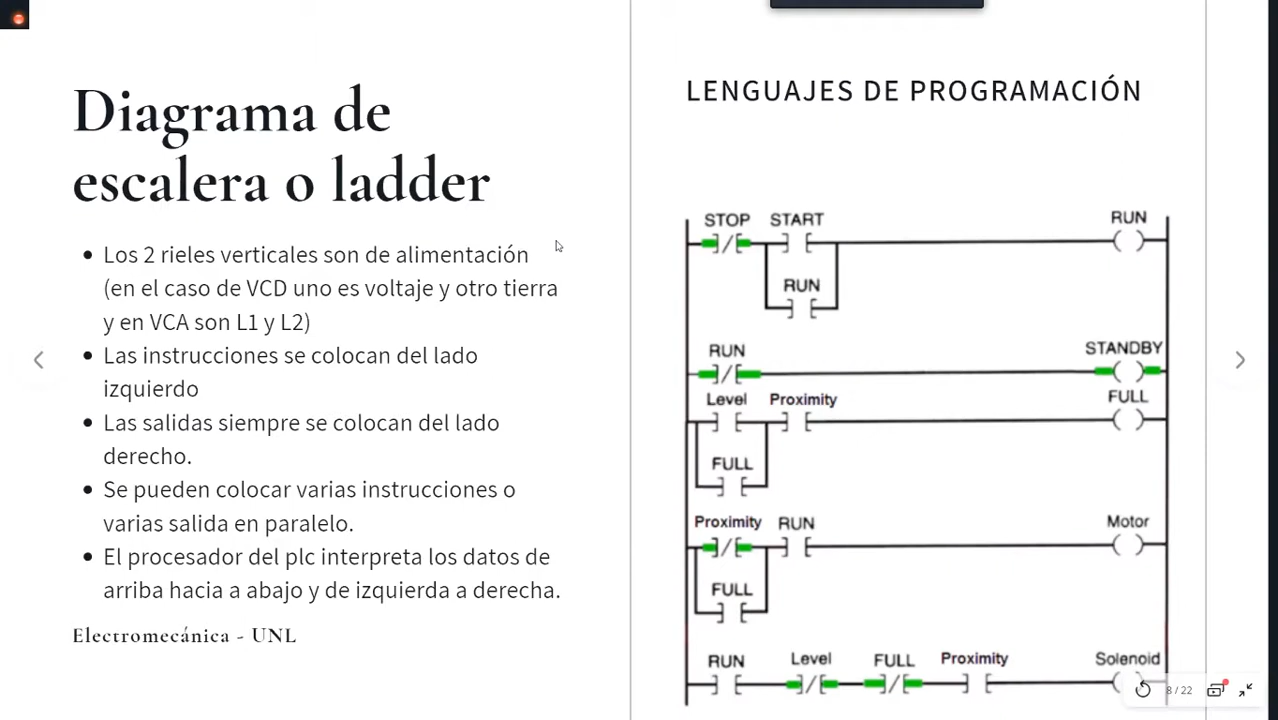 Diagrama de
escalera o ladder
Los 2 rieles verticales son de alimentación
(en el caso de VCD uno es voltaje y otro tierra
y en VCA son L1 y L2)
Las instrucciones se colocan del lado
izquierdo
Las salidas siempre se colocan del lado
derecho.
Se pueden colocar varias instrucciones o
varias salida en paralelo.
El procesador del plc interpreta los datos de
arriba hacia a abajo y de izquierda a derecha.
Electromecánica - UNL
LENGUAJES DE PROGRAMACIÓN
STOP START RUN
RUN
RUN STANDBY
Level Proximity FULL
FULL
Proximity RUN Motor
FULL
RUN Level FULL Proximity Solenoid
8 / 22